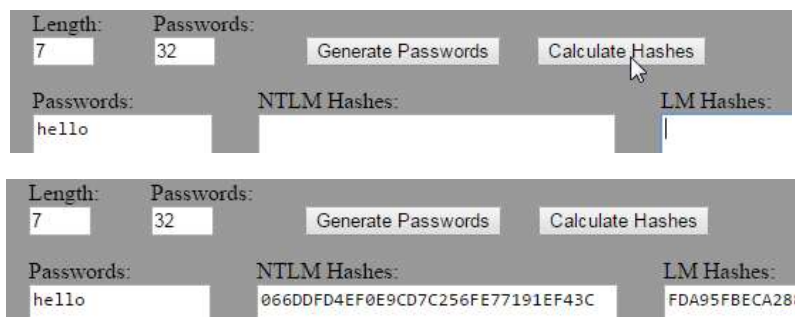 Length: Passwords:
7 32 Generate Passwords Calculate Hashes
Passwords: NTLM Hashes: LM Hashes:
hello
Length: Passwords:
7 32 Generate Passwords Calculate Hashes
Passwords: NTLM Hashes: LM Hashes:
hello 066DDFD4EF0E9CD7C256FE77191EF43C FDA95FBECA288